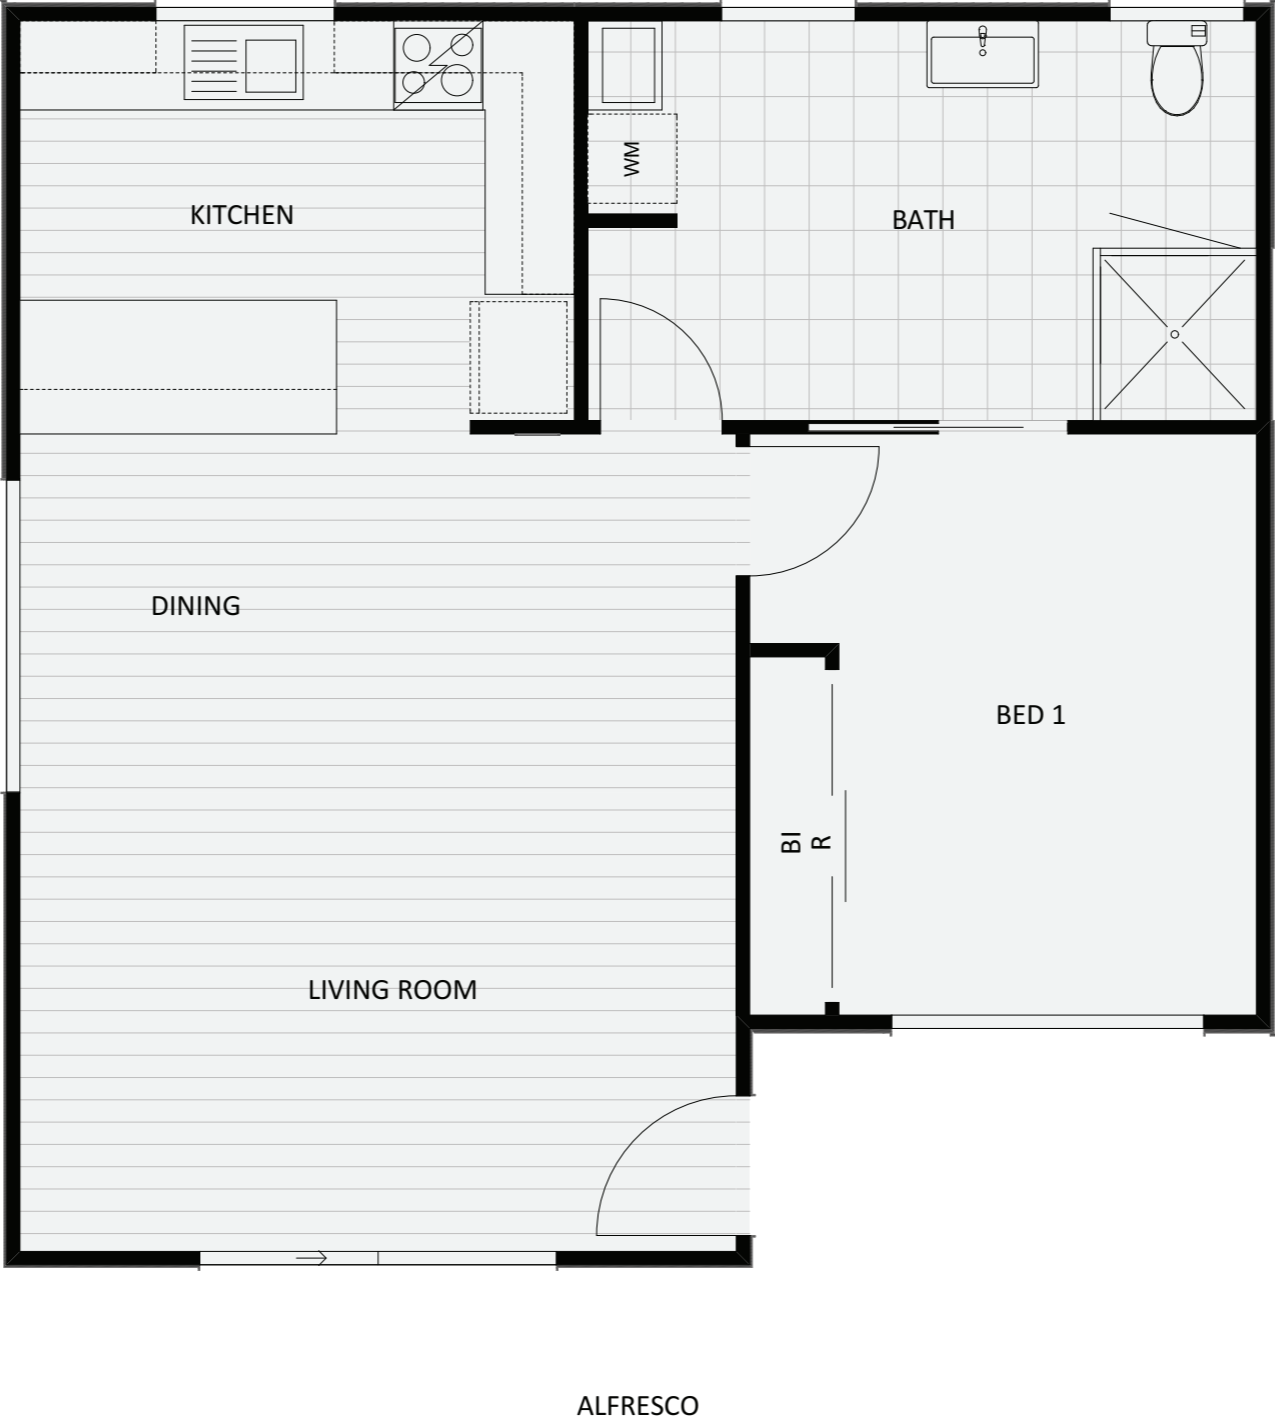 WM
KITCHEN
BATH
DINING
BED 1
BI
R
LIVING ROOM
ALFRESCO